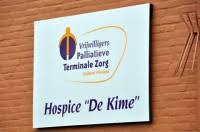 Vrijwilligers
Palliatieve
Terminale Zorg
Hospice "De Kime"